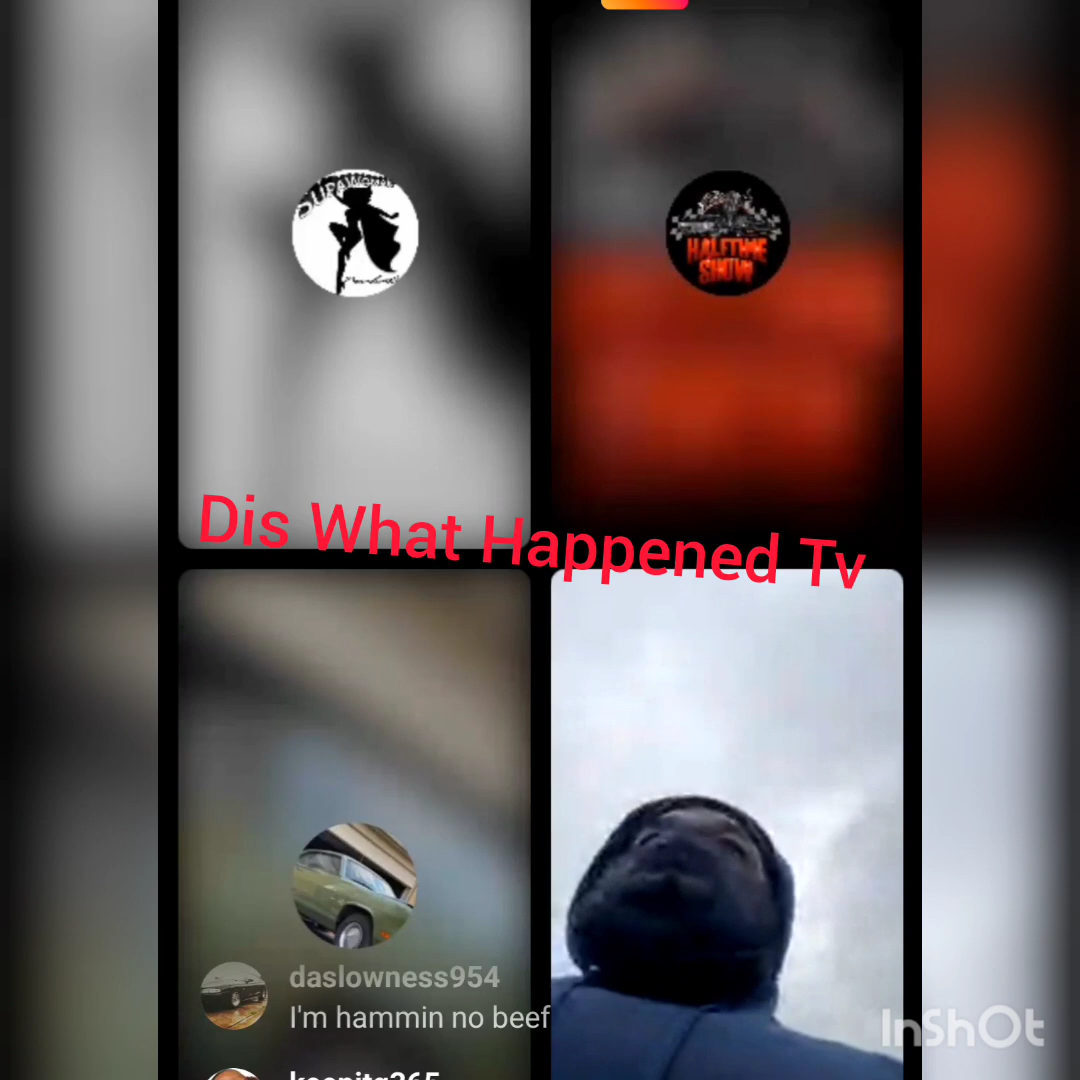 HALFTIME
SHOW
Dis What Happened Tv
daslowness954
I'm hammin no beef
InShOt